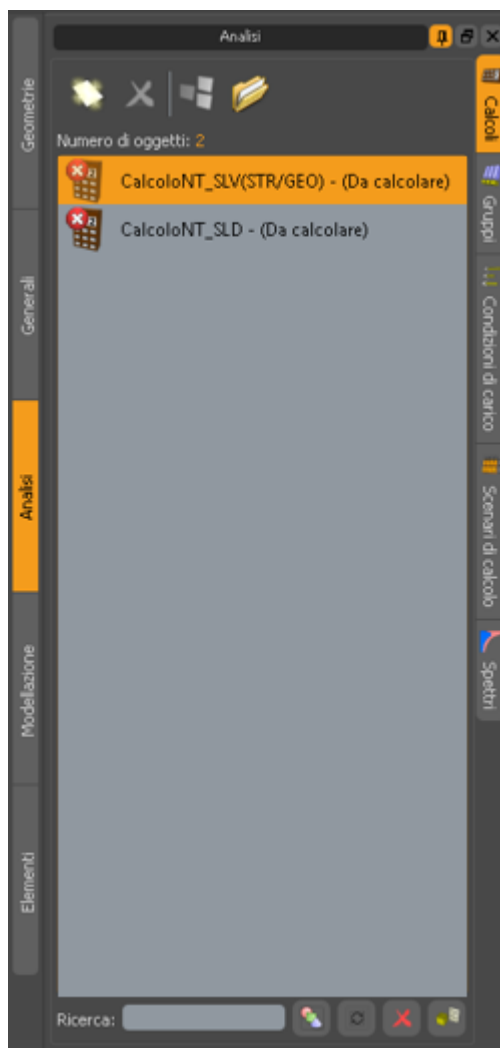 Analisi
Numero di oggetti: 2
CalcoloNT_SLV(STR/GEO) - (Da calcolare)
CalcoloNT_SLD - (Da calcolare)
Ricerca:
Geometrie
Generali
Analisi
Modellazione
Elementi
Calcoli
Gruppi
Condizioni di carico
Scenari di calcolo
Spettri